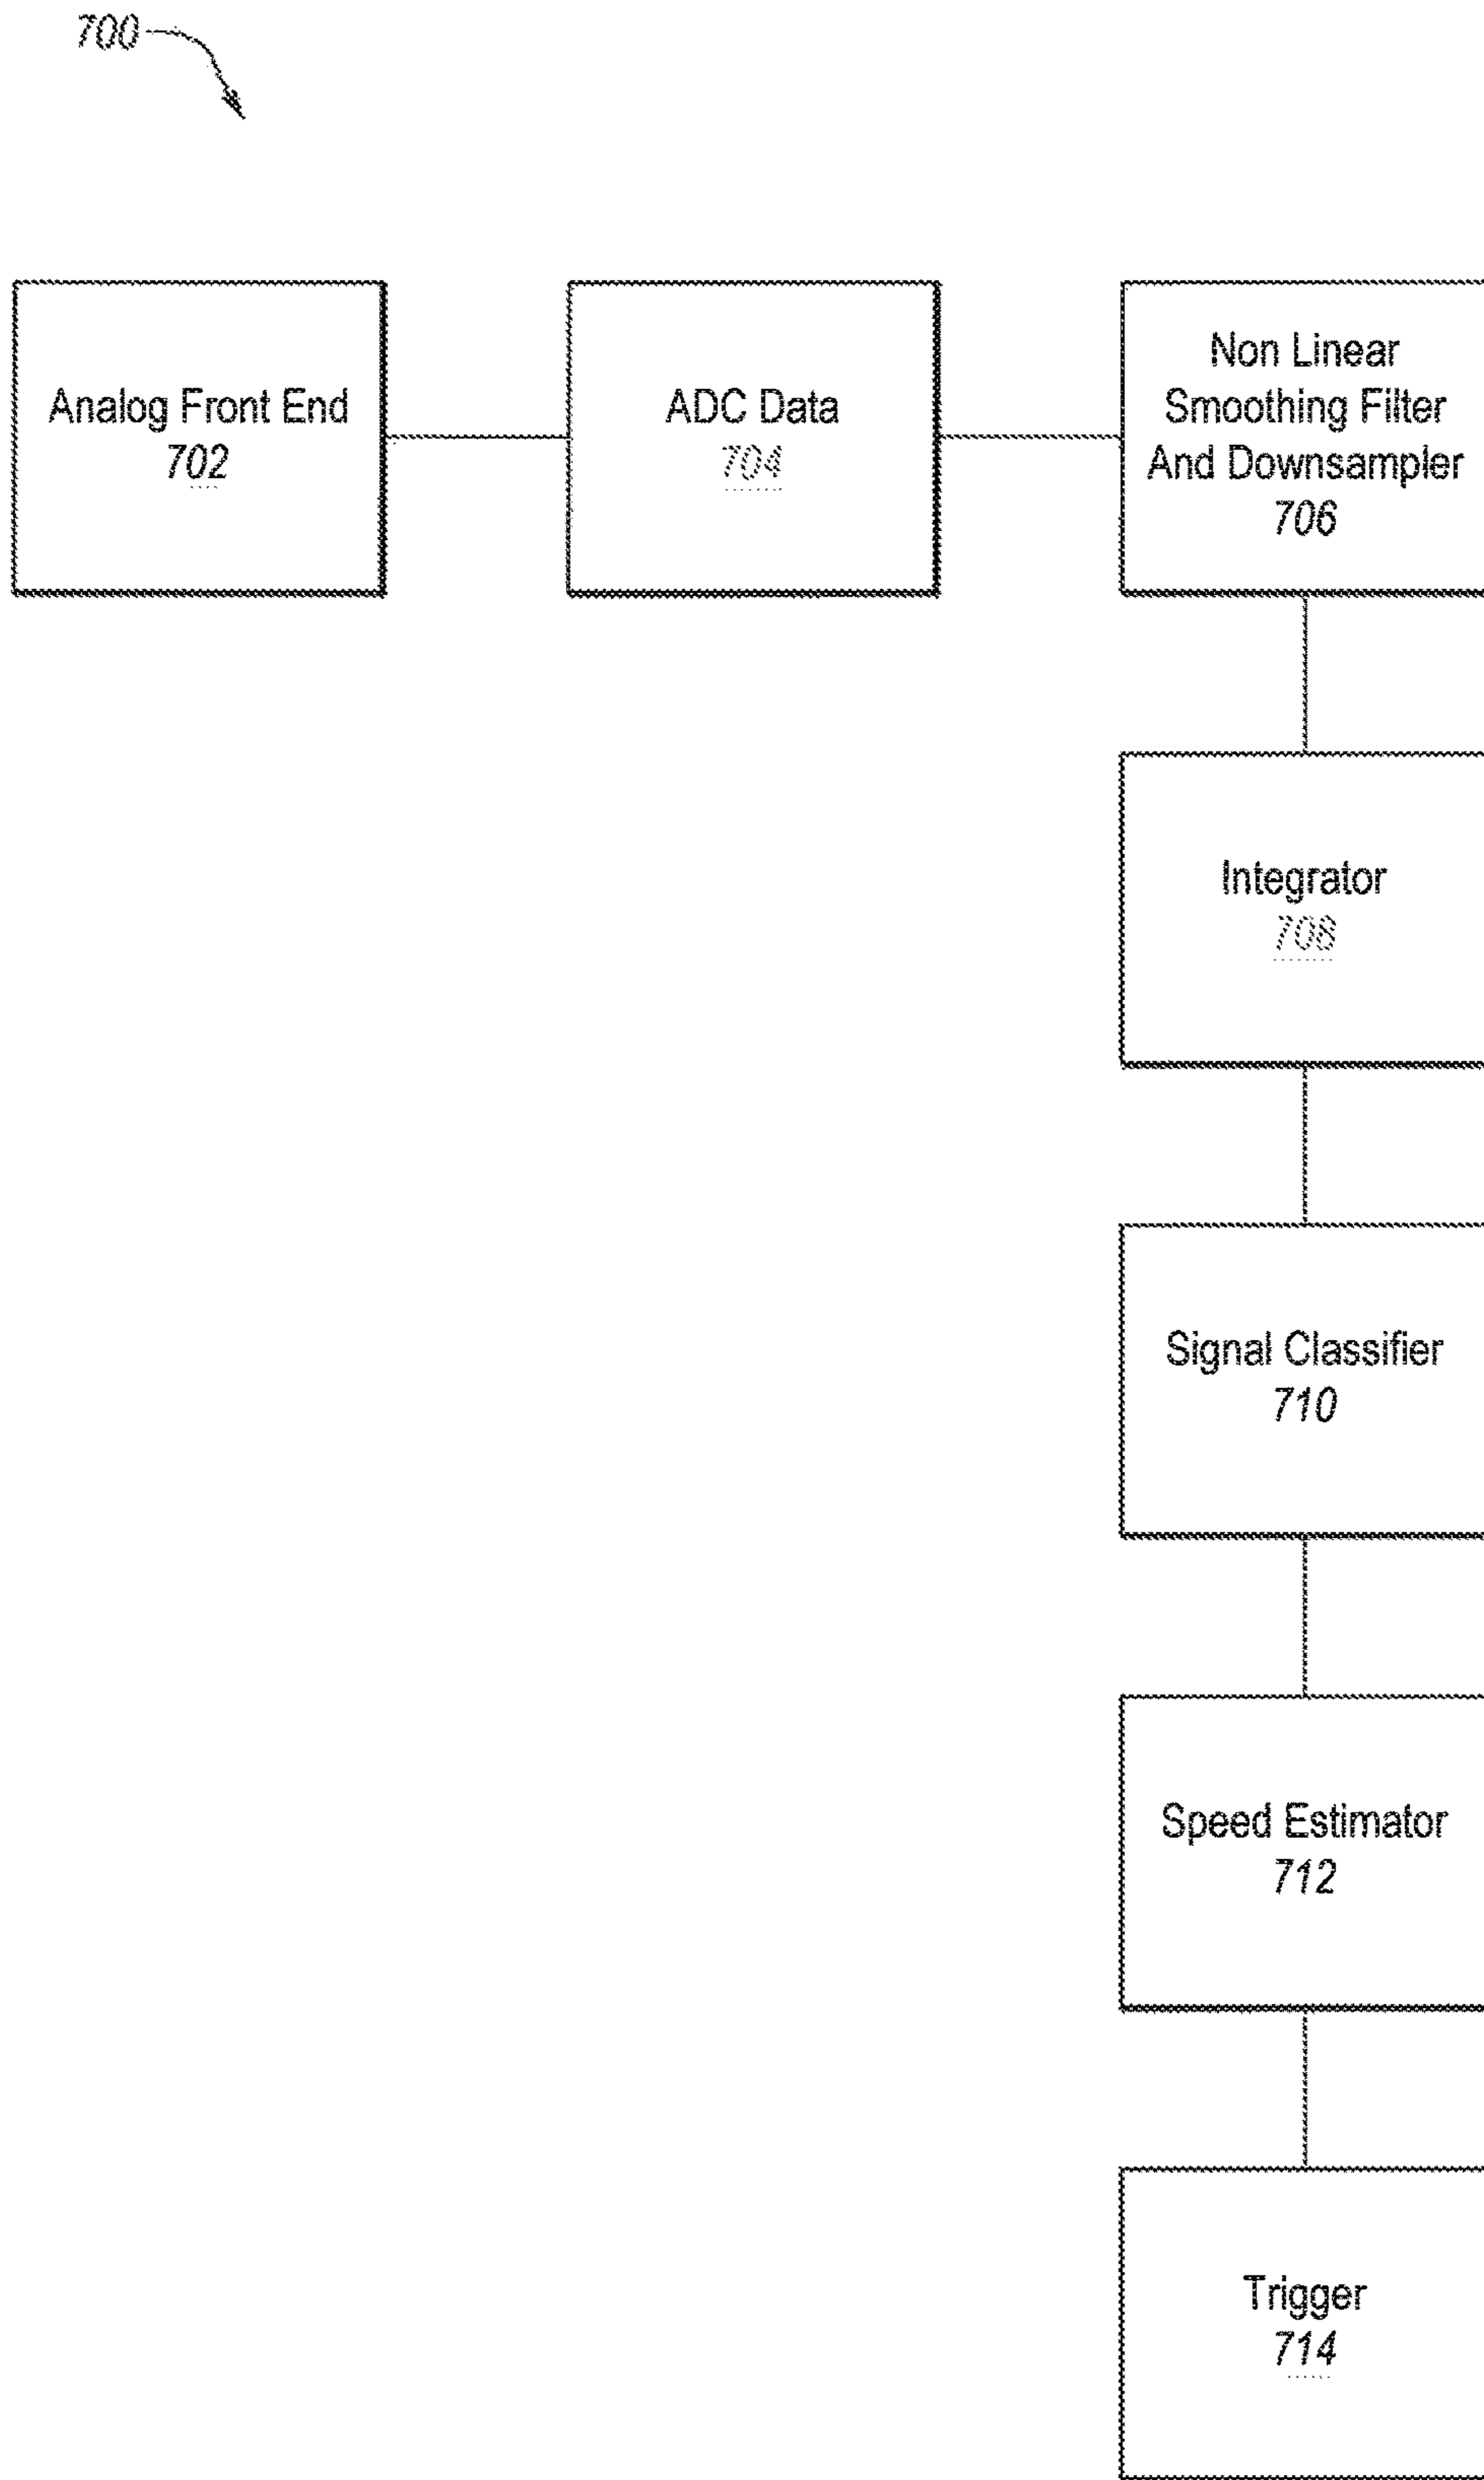 700
Analog Front End
702
ADC Data
704
Non Linear
Smoothing Filter
And Downsampler
706
Integrator
708
Signal Classifier
710
Speed Estimator
712
Trigger
714